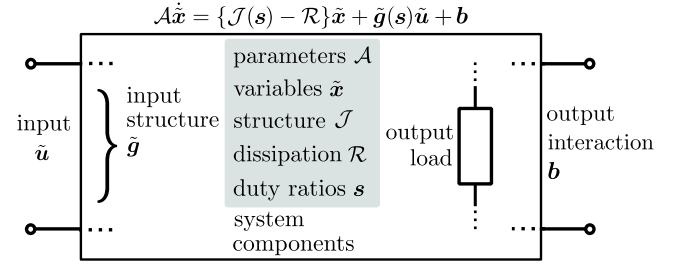 𝒜𝒙̃̇ = {𝒥(𝒔) − ℛ}𝒙̃ + 𝒈̃(𝒔)𝒖̃ + 𝒃
input
𝒖̃
input
structure
𝒈̃
parameters 𝒜
variables 𝒙̃
structure 𝒥
dissipation ℛ
duty ratios 𝒔
system
components
output
load
output
interaction
𝒃